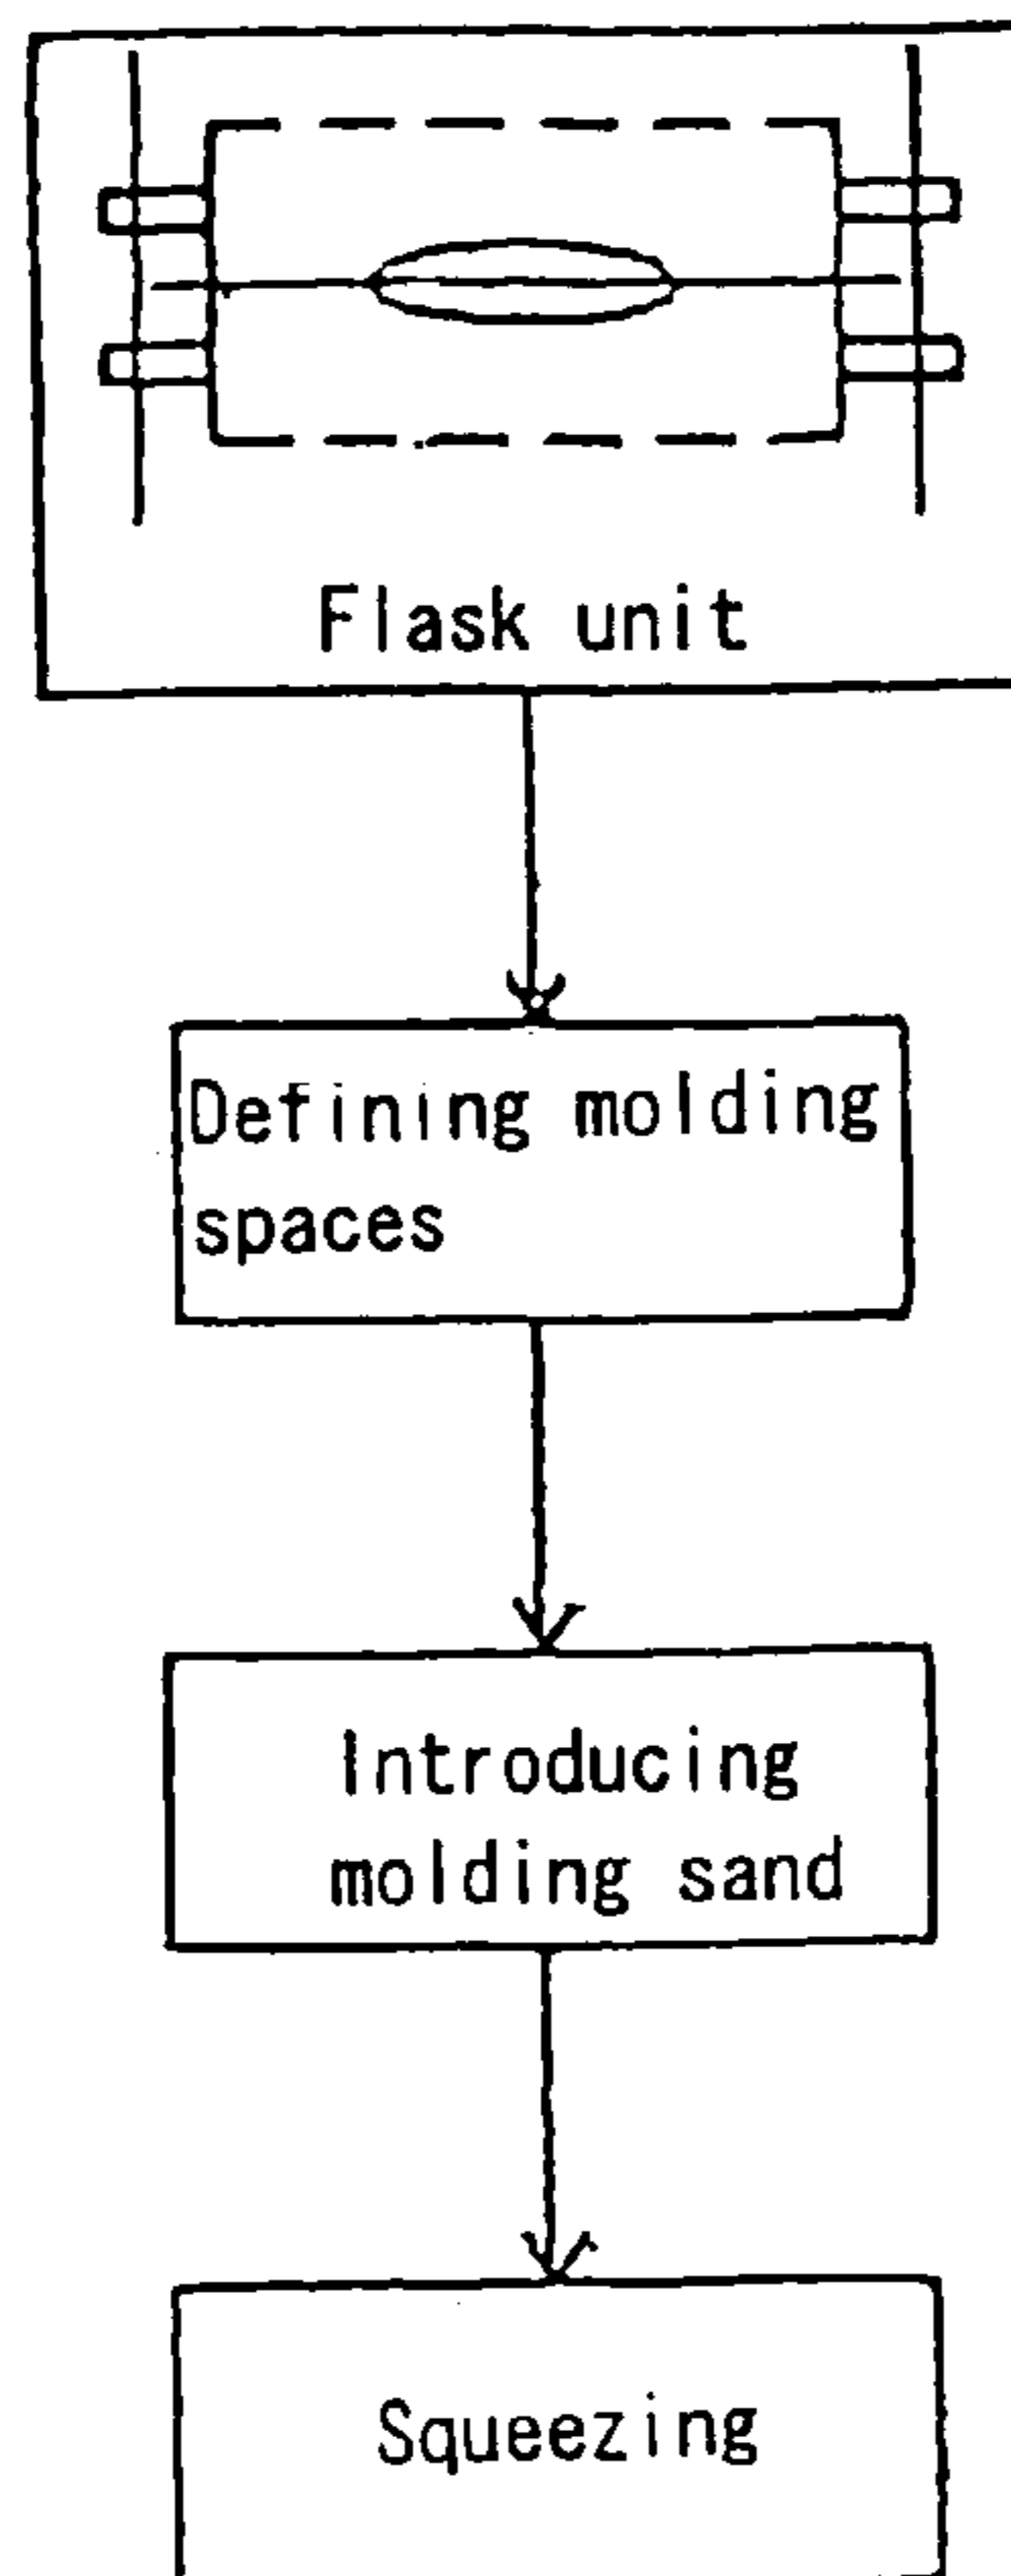 Flask unit
Defining molding
spaces
Introducing
molding sand
Squeezing